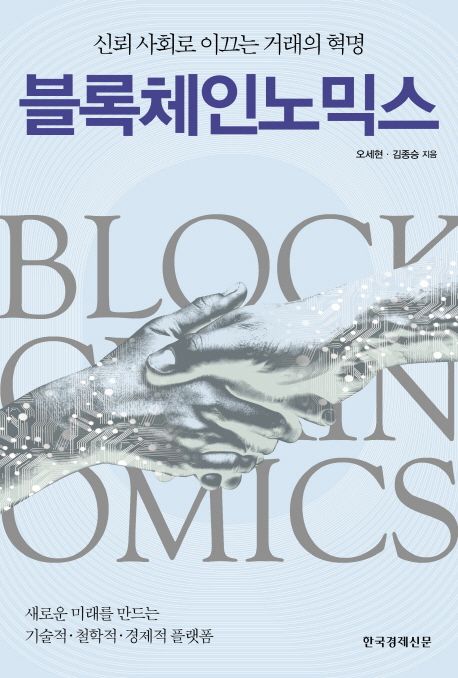 신뢰 사회로 이끄는 거래의 혁명
블록체인노믹스
오세현 · 김종승 지음
BLOCK
CHAIN
OMICS
새로운 미래를 만드는
기술적 · 철학적 · 경제적 플랫폼
한국경제신문